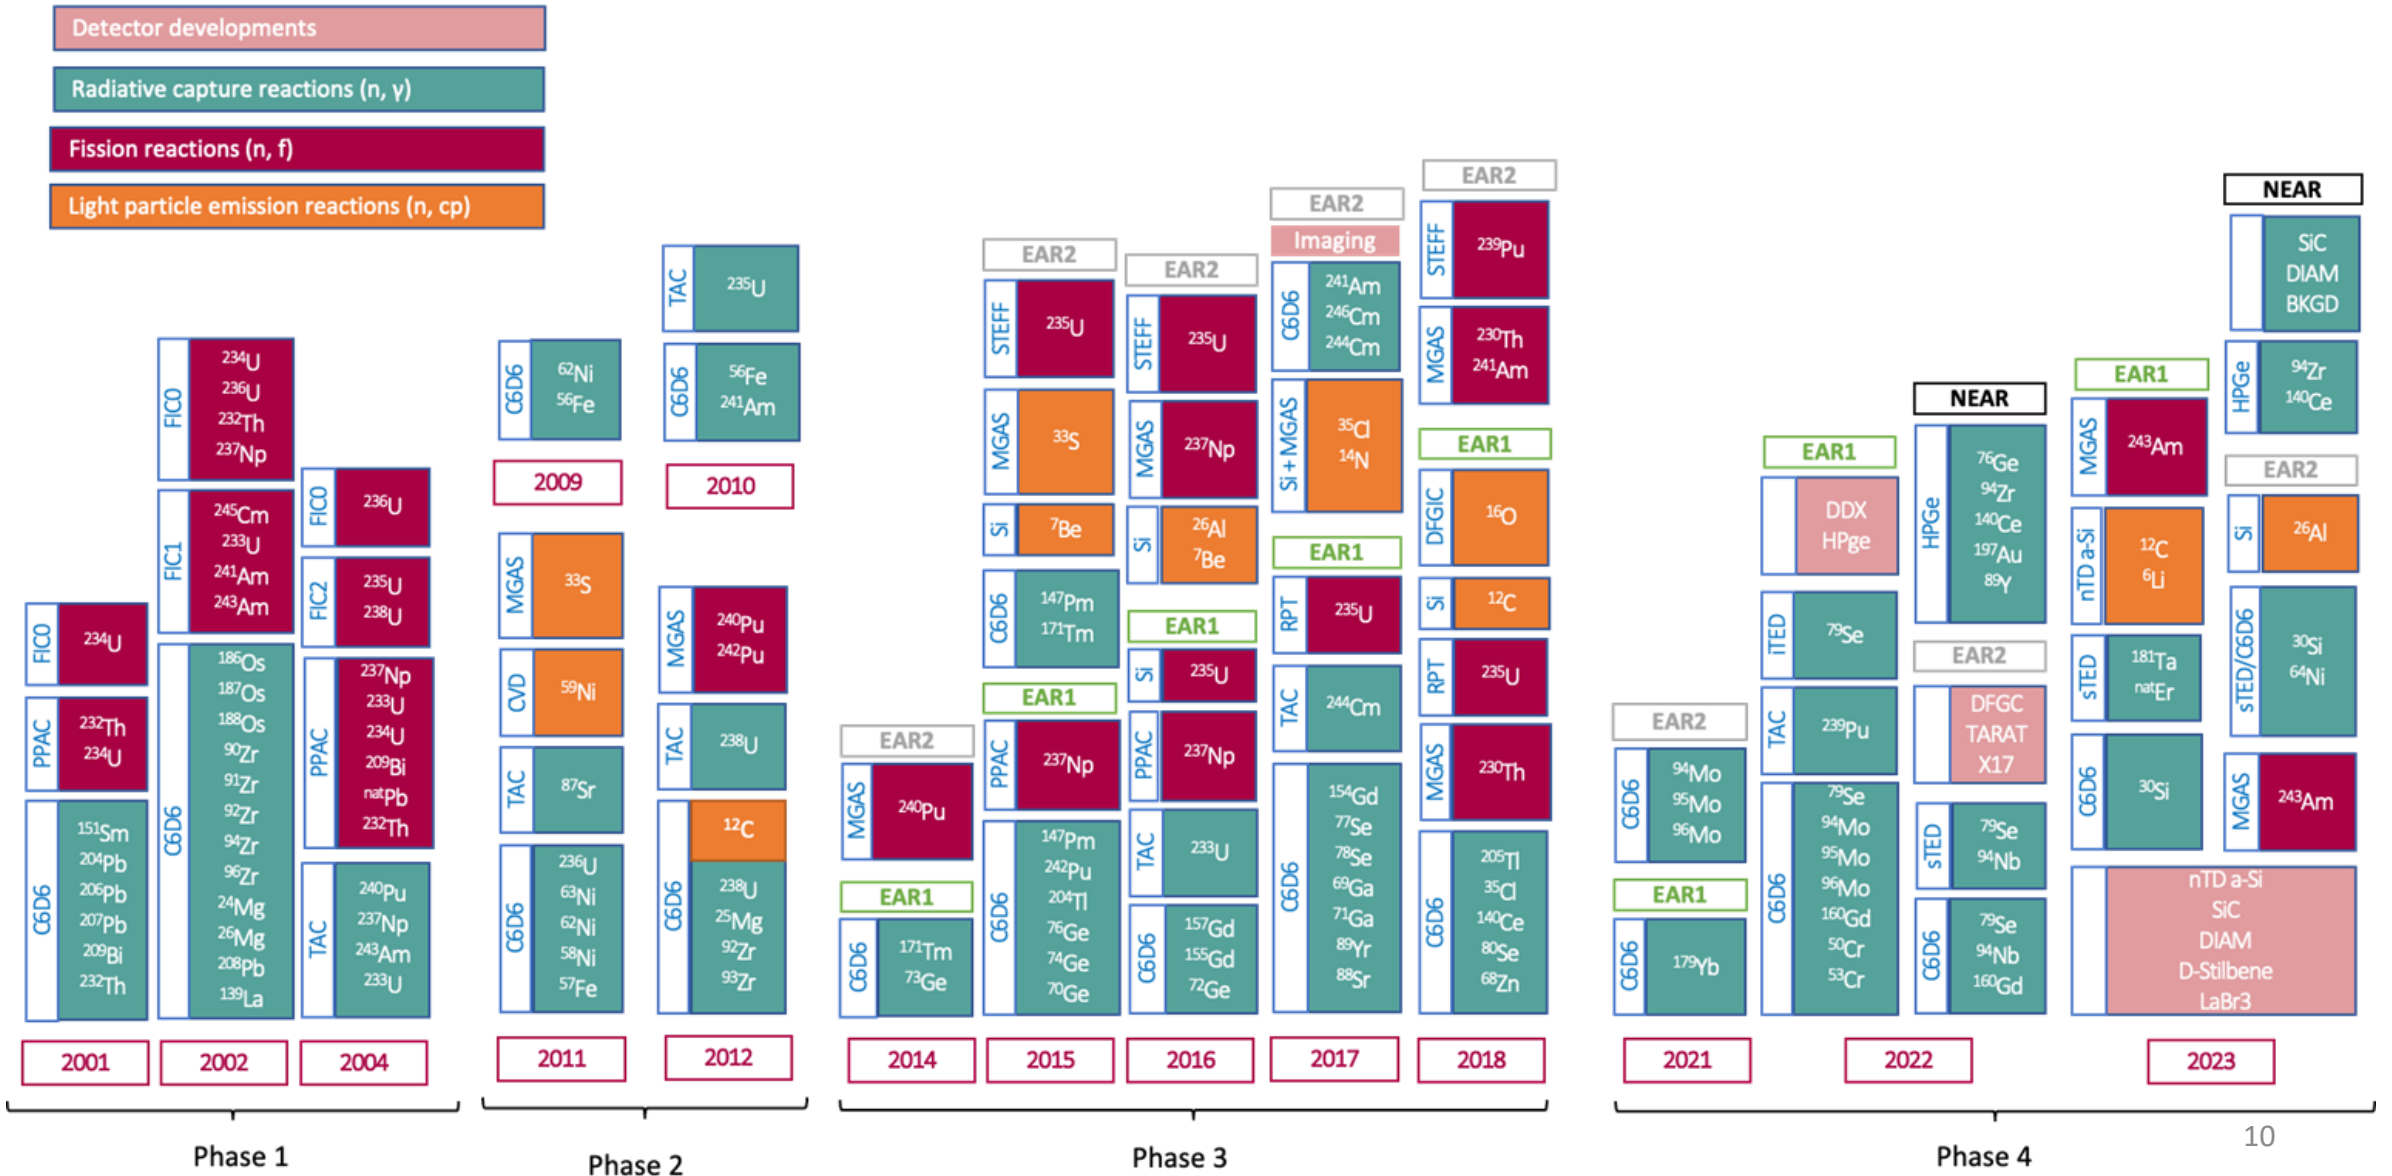 Detector developments
Radiative capture reactions (n, γ)
Fission reactions (n, f)
Light particle emission reactions (n, cp)
FIC0
²³⁴U
PPAC
²³²Th
²³⁴U
C6D6
¹⁵¹Sm
²⁰⁴Pb
²⁰⁶Pb
²⁰⁷Pb
²⁰⁹Bi
²³²Th
2001
FIC0
²³⁴U
²³⁶U
²³²Th
²³⁷Np
FIC1
²⁴⁵Cm
²³³U
²⁴¹Am
²⁴³Am
C6D6
¹⁸⁶Os
¹⁸⁷Os
¹⁸⁸Os
⁹⁰Zr
⁹¹Zr
⁹²Zr
⁹⁴Zr
⁹⁶Zr
²⁴Mg
²⁶Mg
²⁰⁸Pb
¹³⁹La
2002
FIC0
²³⁶U
FIC2
²³⁵U
²³⁸U
PPAC
²³⁷Np
²³³U
²³⁴U
²⁰⁹Bi
natPb
²³²Th
TAC
²⁴⁰Pu
²³⁷Np
²⁴³Am
²³³U
2004
Phase 1
C6D6
⁶²Ni
⁵⁶Fe
2009
TAC
²³⁵U
C6D6
⁵⁶Fe
²⁴¹Am
2010
MGAS
³³S
CVD
⁵⁹Ni
TAC
⁸⁷Sr
C6D6
²³⁶U
⁶³Ni
⁶²Ni
⁵⁸Ni
⁵⁷Fe
2011
MGAS
²⁴⁰Pu
²⁴²Pu
TAC
²³⁸U
C6D6
¹²C
²³⁸U
²⁵Mg
⁹²Zr
⁹³Zr
2012
Phase 2
EAR2
MGAS
²⁴⁰Pu
EAR1
C6D6
¹⁷¹Tm
⁷³Ge
2014
EAR2
STEFF
²³⁵U
MGAS
³³S
Si
⁷Be
C6D6
¹⁴⁷Pm
¹⁷¹Tm
EAR1
PPAC
²³⁷Np
C6D6
¹⁴⁷Pm
²⁴²Pu
²⁰⁴Tl
⁷⁶Ge
⁷⁴Ge
⁷⁰Ge
2015
EAR2
STEFF
²³⁵U
MGAS
²³⁷Np
Si
²⁶Al
⁷Be
EAR1
Si
²³⁵U
PPAC
²³⁷Np
TAC
²³³U
C6D6
¹⁵⁷Gd
¹⁵⁵Gd
⁷²Ge
2016
EAR2
Imaging
C6D6
²⁴¹Am
²⁴⁶Cm
²⁴⁴Cm
Si + MGAS
³⁵Cl
¹⁴N
EAR1
RPT
²³⁵U
TAC
²⁴⁴Cm
C6D6
¹⁵⁴Gd
⁷⁷Se
⁷⁸Se
⁶⁹Ga
⁷¹Ga
⁸⁹Yr
⁸⁸Sr
2017
EAR2
STEFF
²³⁹Pu
MGAS
²³⁰Th
²⁴¹Am
EAR1
DFGIC
¹⁶O
Si
¹²C
RPT
²³⁵U
MGAS
²³⁰Th
C6D6
²⁰⁵Tl
³⁵Cl
¹⁴⁰Ce
⁸⁰Se
⁶⁸Zn
2018
Phase 3
EAR2
C6D6
⁹⁴Mo
⁹⁵Mo
⁹⁶Mo
EAR1
C6D6
¹⁷⁹Yb
2021
EAR1
DDX
HPge
iTED
⁷⁹Se
TAC
²³⁹Pu
C6D6
⁷⁹Se
⁹⁴Mo
⁹⁵Mo
⁹⁶Mo
¹⁶⁰Gd
⁵⁰Cr
⁵³Cr
NEAR
HPGe
⁷⁶Ge
⁹⁴Zr
¹⁴⁰Ce
¹⁹⁷Au
⁸⁹Y
EAR2
DFGC
TARAT
X17
sTED
⁷⁹Se
⁹⁴Nb
C6D6
⁷⁹Se
⁹⁴Nb
¹⁶⁰Gd
2022
EAR1
MGAS
²⁴³Am
nTD a-Si
¹²C
⁶Li
sTED
¹⁸¹Ta
natEr
C6D6
³⁰Si
NEAR
SiC
DIAM
BKGD
HPGe
⁹⁴Zr
¹⁴⁰Ce
EAR2
Si
²⁶Al
sTED/C6D6
³⁰Si
⁶⁴Ni
MGAS
²⁴³Am
nTD a-Si
SiC
DIAM
D-Stilbene
LaBr3
2023
Phase 4
10